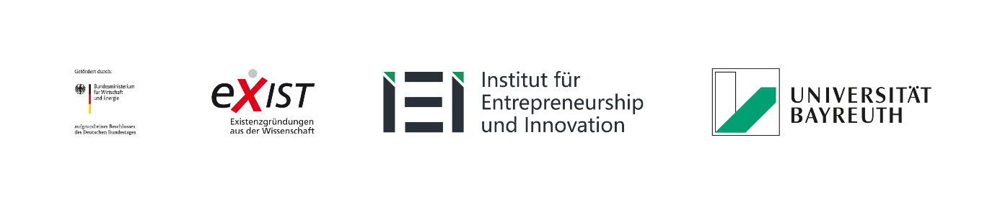 Gefördert durch:
Bundesministerium
für Wirtschaft
und Energie
aufgrund eines Beschlusses
des Deutschen Bundestages
eXIST
Existenzgründungen
aus der Wissenschaft
IEI
Institut für
Entrepreneurship
und Innovation
UNIVERSITÄT
BAYREUTH